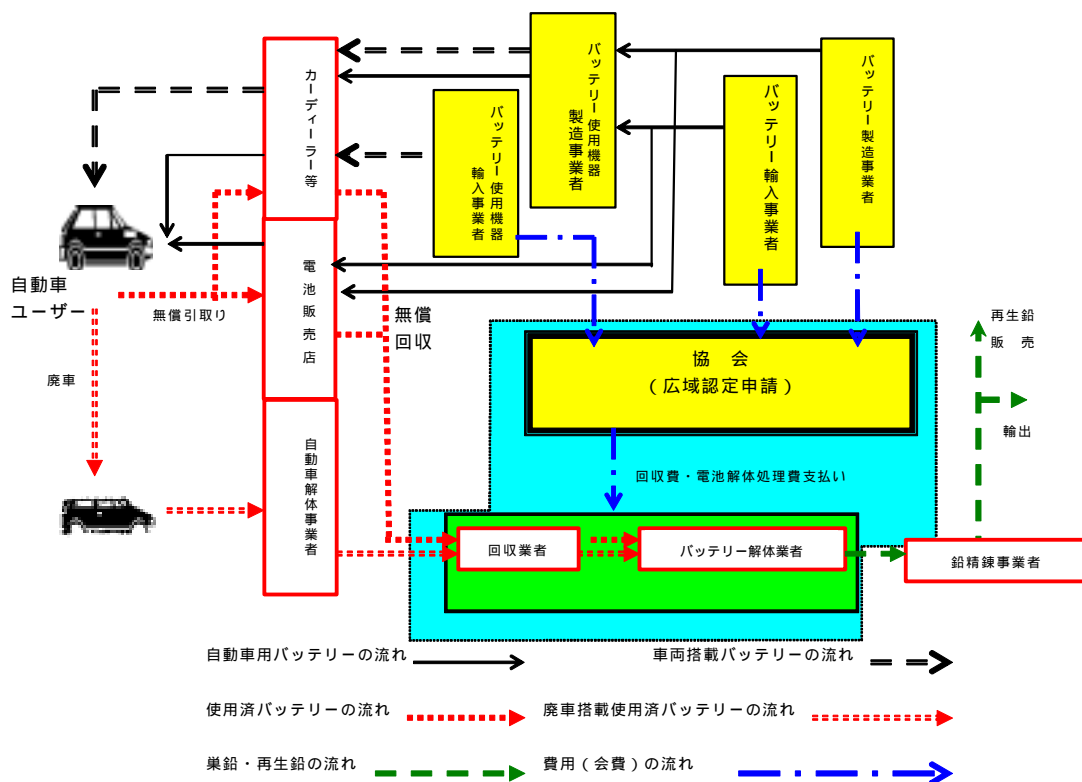 カーディーラー等
バッテリー使用機器
輸入事業者
バッテリー使用機器
製造事業者
バッテリー輸入事業者
バッテリー製造事業者
自動車
ユーザー
無償引取り
電池販売店
無償
回収
廃車
自動車解体事業者
協　会
（広域認定申請）
回収費・電池解体処理費支払い
回収業者
バッテリー解体業者
鉛精錬事業者
再生鉛
販　売
輸出
自動車用バッテリーの流れ
車両搭載バッテリーの流れ
使用済バッテリーの流れ
廃車搭載使用済バッテリーの流れ
巣鉛・再生鉛の流れ
費用（会費）の流れ